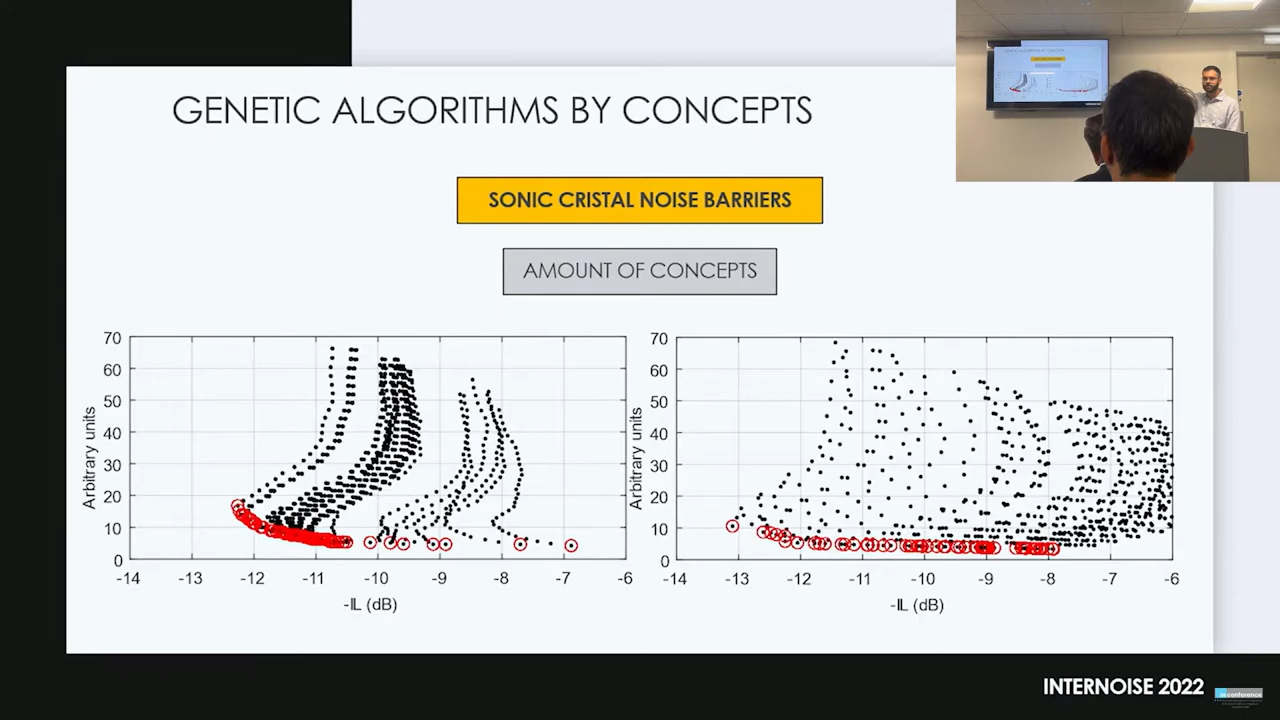 GENETIC ALGORITHMS BY CONCEPTS
SONIC CRISTAL NOISE BARRIERS
AMOUNT OF CONCEPTS
Arbitrary units
70
60
50
40
30
20
10
0
-14 -13 -12 -11 -10 -9 -8 -7 -6
-IL (dB)
Arbitrary units
70
60
50
40
30
20
10
0
-14 -13 -12 -11 -10 -9 -8 -7 -6
-IL (dB)
INTERNOISE 2022